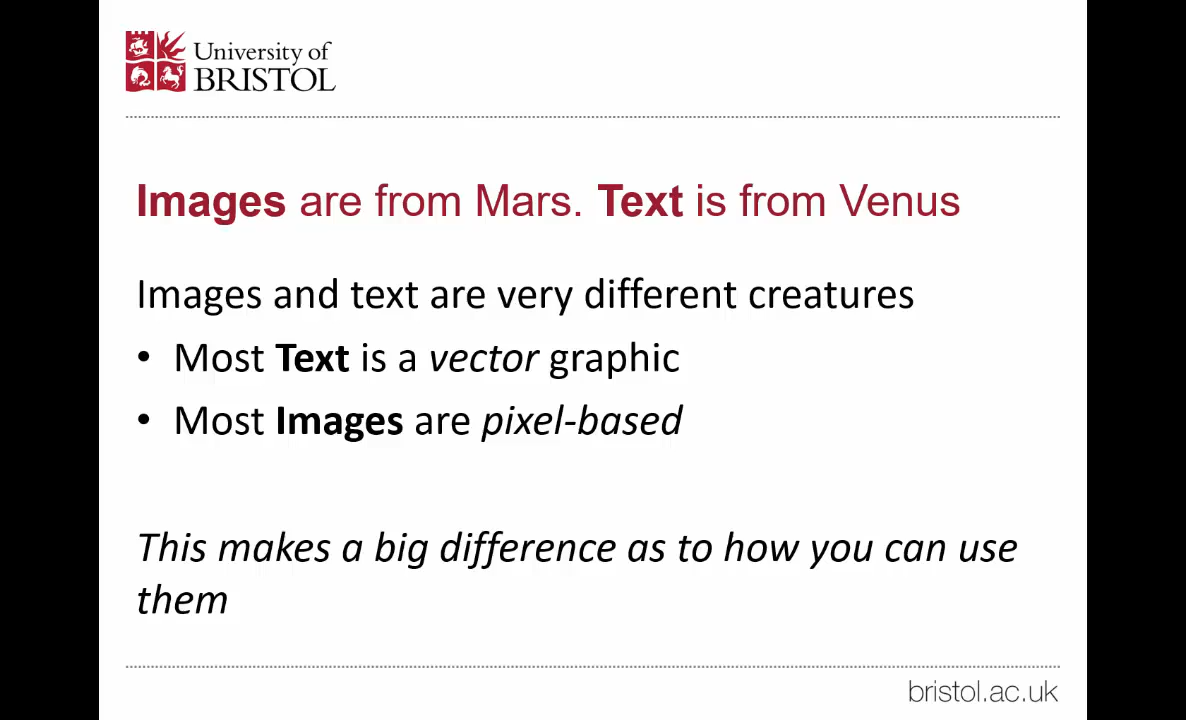 University of
BRISTOL
Images are from Mars. Text is from Venus
Images and text are very different creatures
• Most Text is a vector graphic
• Most Images are pixel-based
This makes a big difference as to how you can use
them
bristol.ac.uk